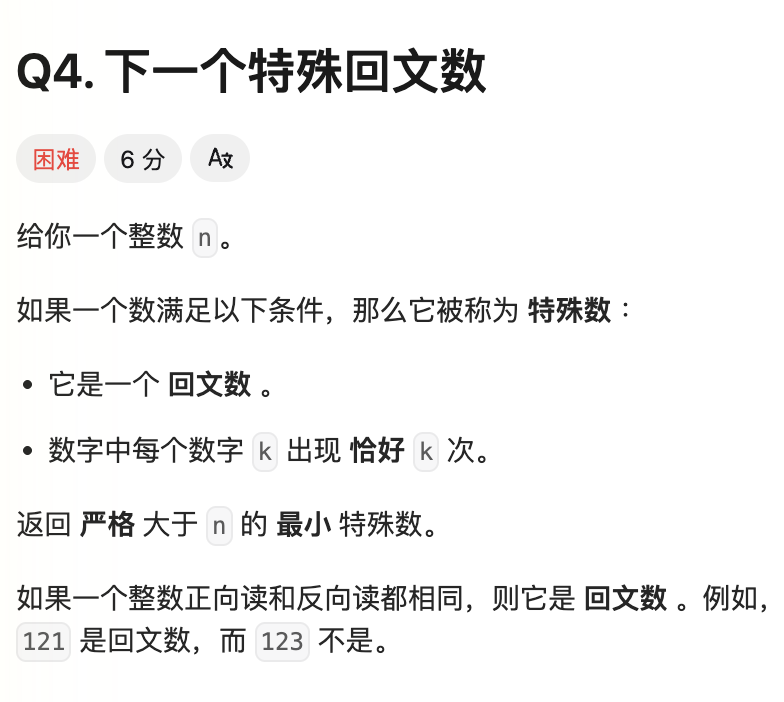 Q4. 下一个特殊回文数
困难 6 分 A文
给你一个整数 n 。
如果一个数满足以下条件，那么它被称为 特殊数：
• 它是一个 回文数 。
• 数字中每个数字 k 出现 恰好 k 次。
返回 严格 大于 n 的 最小 特殊数。
如果一个整数正向读和反向读都相同，则它是 回文数 。例如，
121 是回文数，而 123 不是。